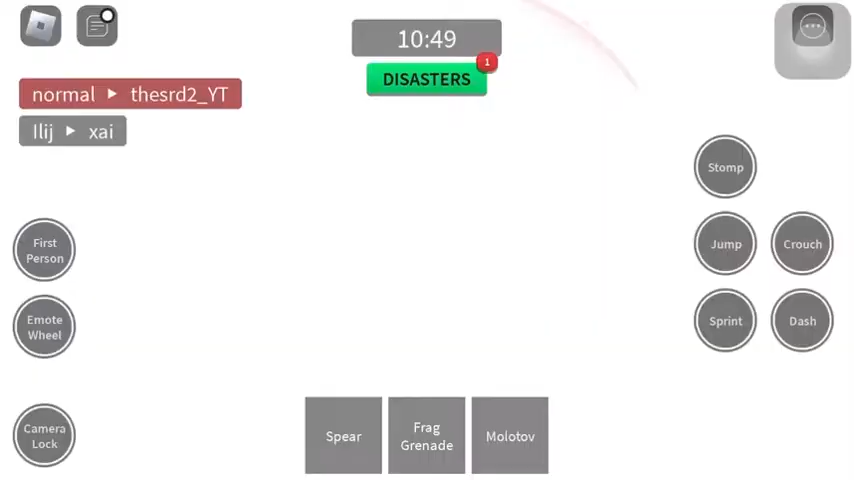 10:49
DISASTERS
1
normal ▶ thesrd2_YT
Ilij ▶ xai
Stomp
First
Person
Jump
Crouch
Emote
Wheel
Sprint
Dash
Camera
Lock
Spear
Frag
Grenade
Molotov